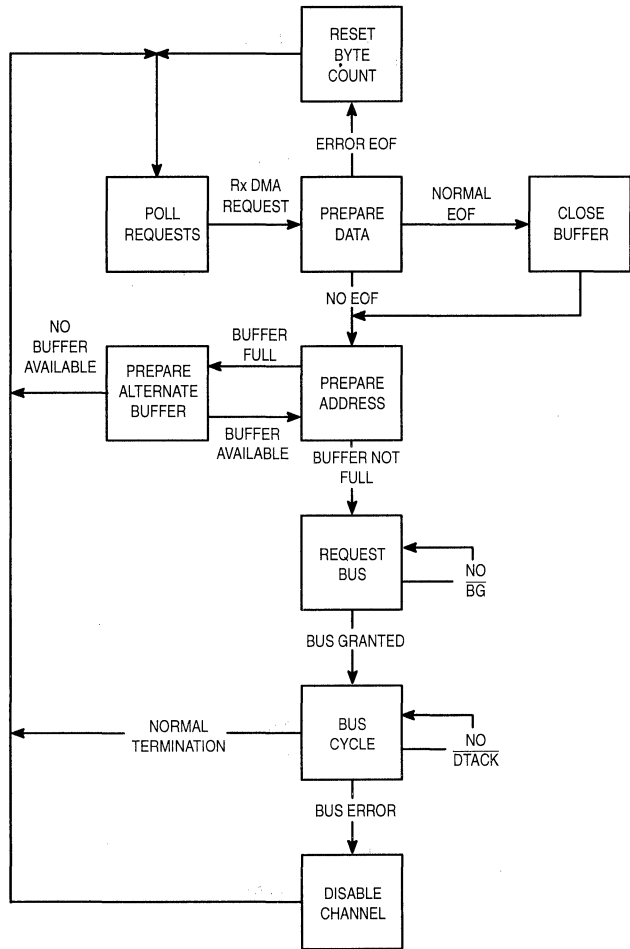 RESET
BYTE
COUNT
ERROR EOF
POLL
REQUESTS
Rx DMA
REQUEST
PREPARE
DATA
NORMAL
EOF
CLOSE
BUFFER
NO EOF
NO
BUFFER
AVAILABLE
PREPARE
ALTERNATE
BUFFER
BUFFER
FULL
BUFFER
AVAILABLE
PREPARE
ADDRESS
BUFFER NOT
FULL
REQUEST
BUS
NO
BG
BUS GRANTED
NORMAL
TERMINATION
BUS
CYCLE
NO
DTACK
BUS ERROR
DISABLE
CHANNEL